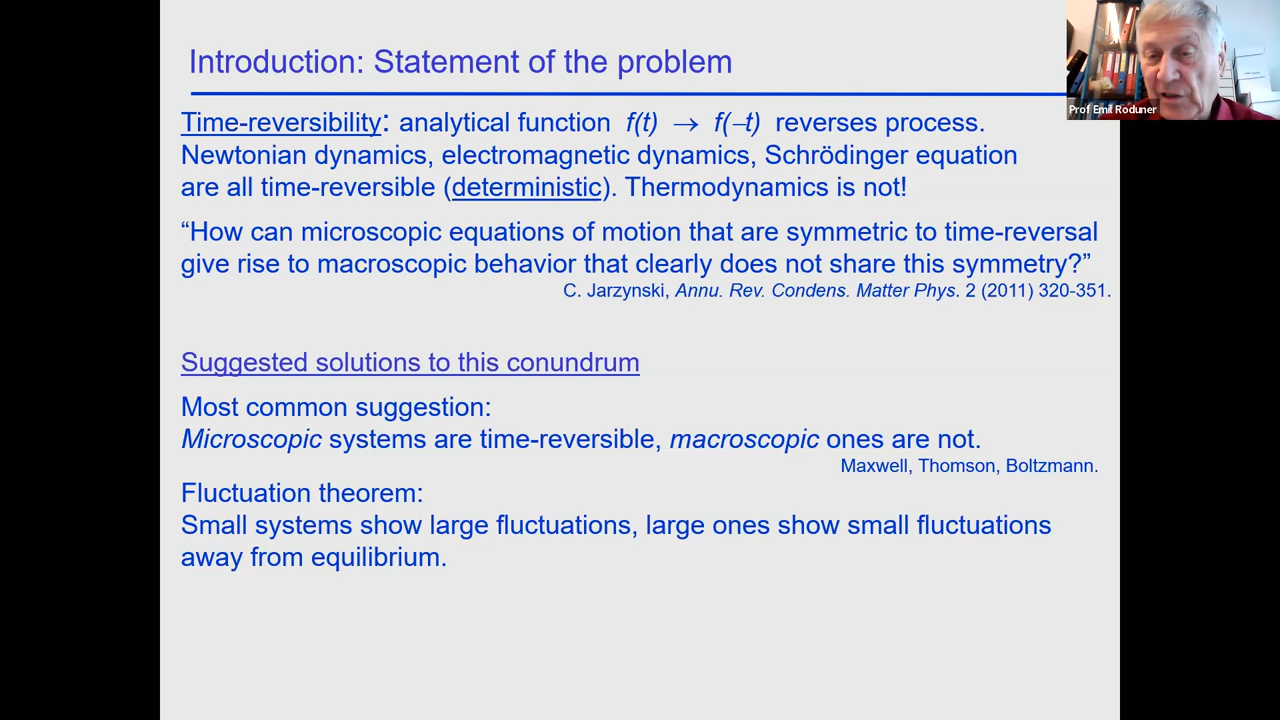 Introduction: Statement of the problem
Prof Emil Roduner
Time-reversibility: analytical function f(t) → f(–t) reverses process.
Newtonian dynamics, electromagnetic dynamics, Schrödinger equation
are all time-reversible (deterministic). Thermodynamics is not!
“How can microscopic equations of motion that are symmetric to time-reversal
give rise to macroscopic behavior that clearly does not share this symmetry?”
C. Jarzynski, Annu. Rev. Condens. Matter Phys. 2 (2011) 320-351.
Suggested solutions to this conundrum
Most common suggestion:
Microscopic systems are time-reversible, macroscopic ones are not.
Maxwell, Thomson, Boltzmann.
Fluctuation theorem:
Small systems show large fluctuations, large ones show small fluctuations
away from equilibrium.